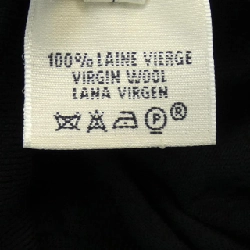 100% LAINE VIERGE
VIRGIN WOOL
LANA VIRGEN
P ®